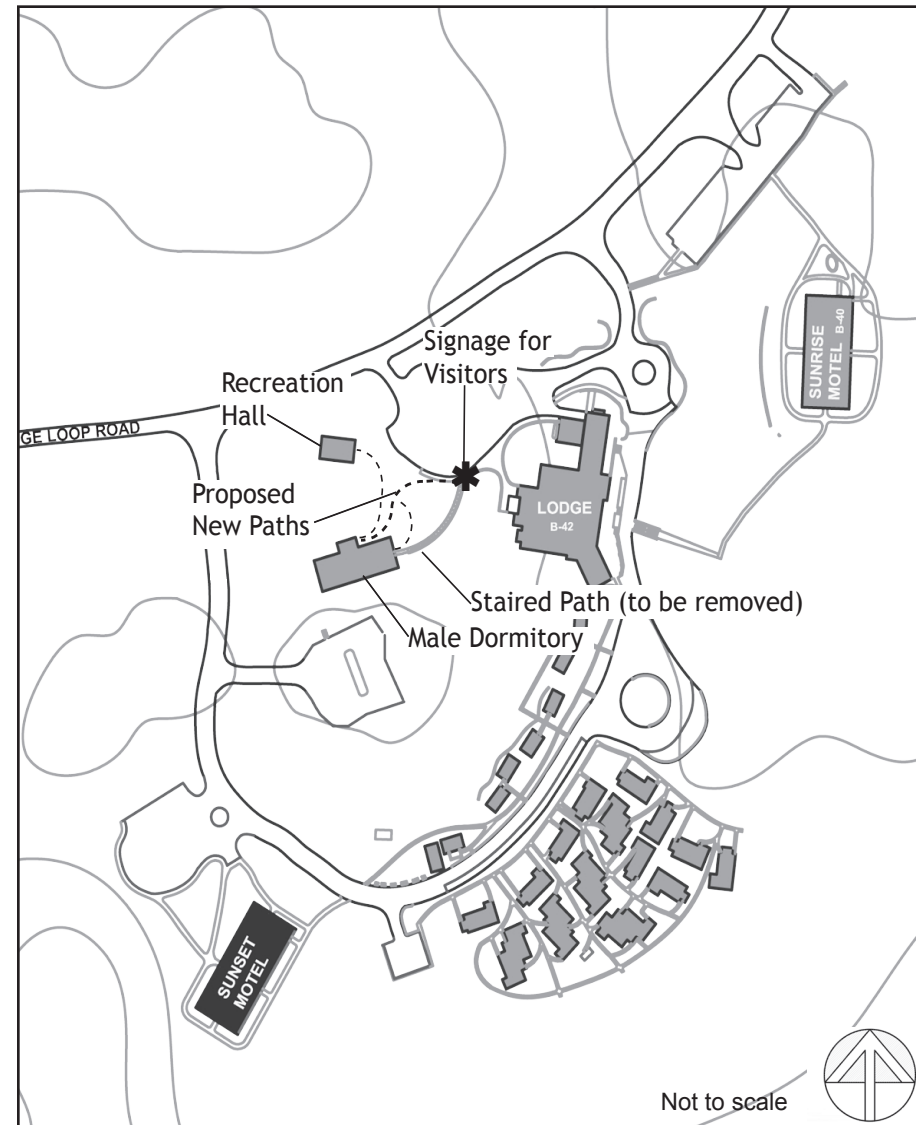 Signage for
Visitors
Recreation
Hall
GE LOOP ROAD
Proposed
New Paths
SUNRISE
MOTEL B-40
LODGE
B-42
Staired Path (to be removed)
Male Dormitory
SUNSET
MOTEL
Not to scale